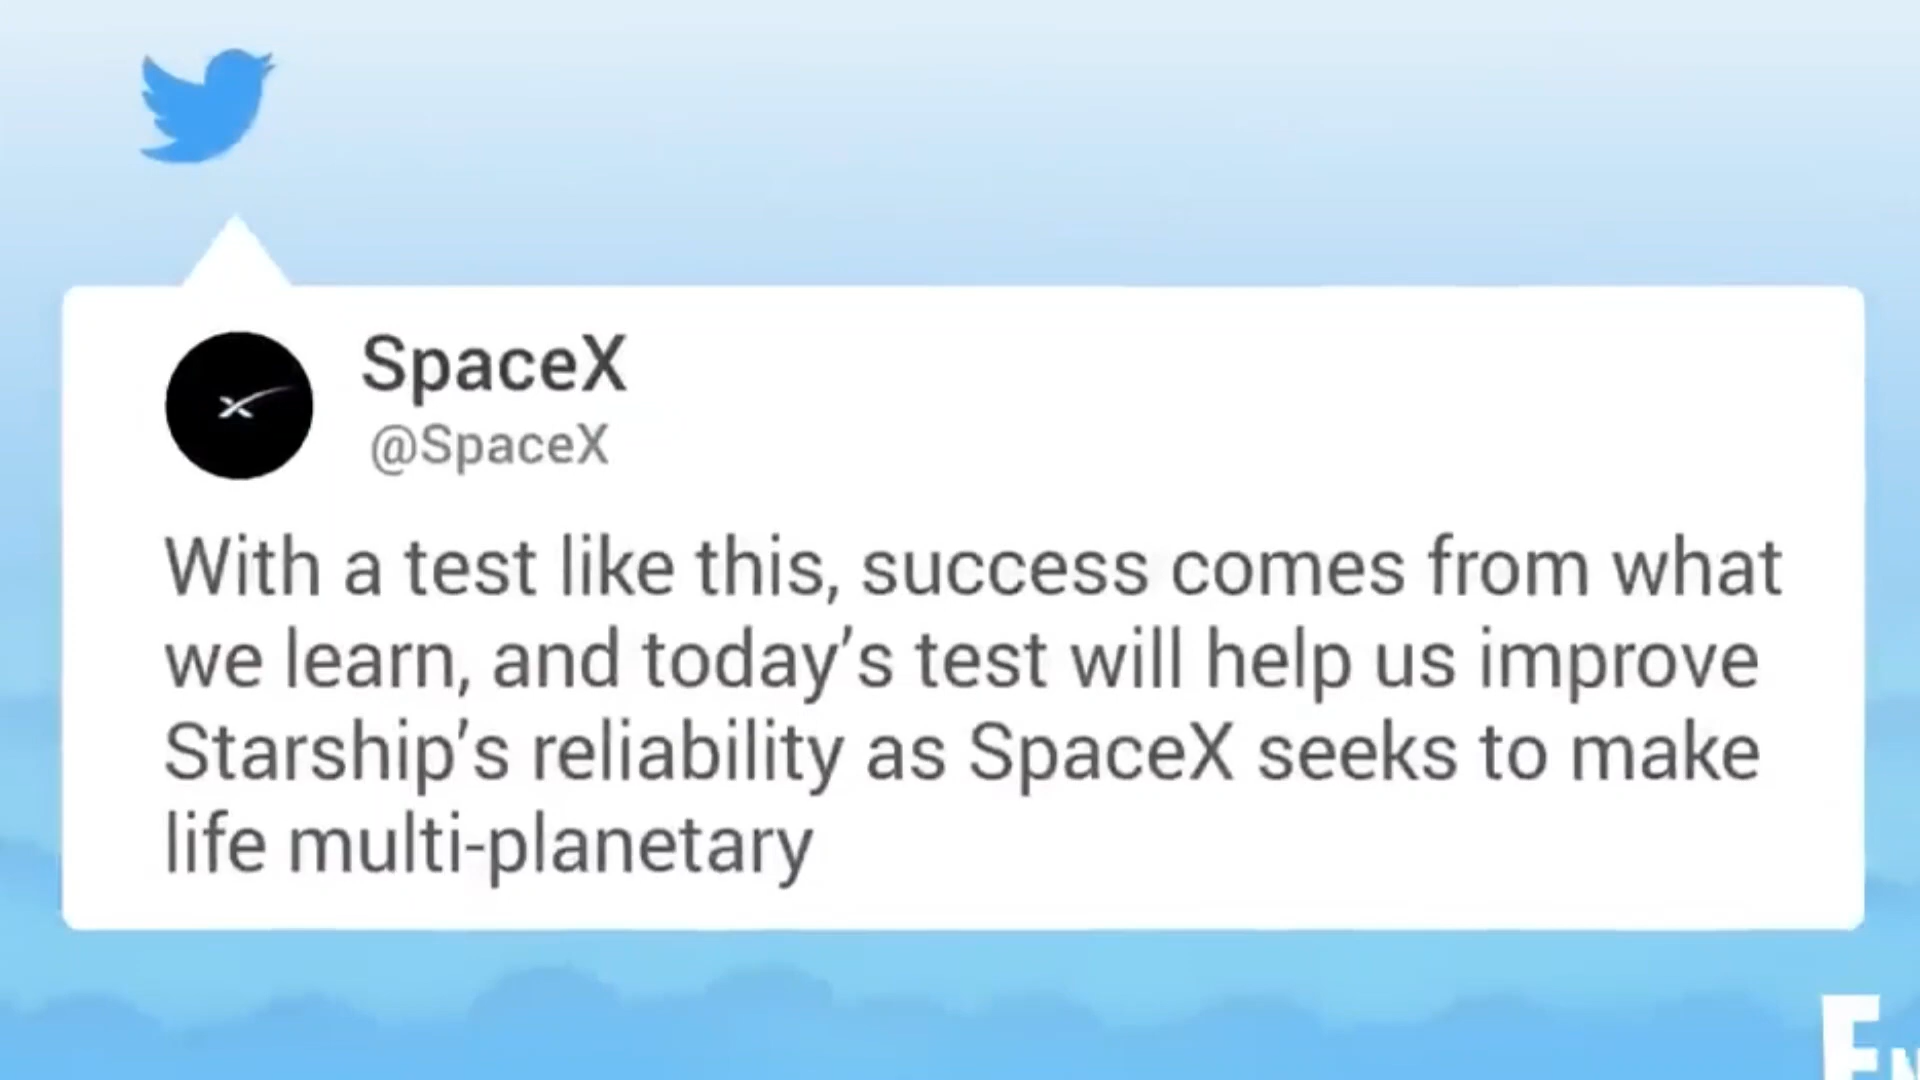 SpaceX
@SpaceX
With a test like this, success comes from what
we learn, and today’s test will help us improve
Starship’s reliability as SpaceX seeks to make
life multi-planetary